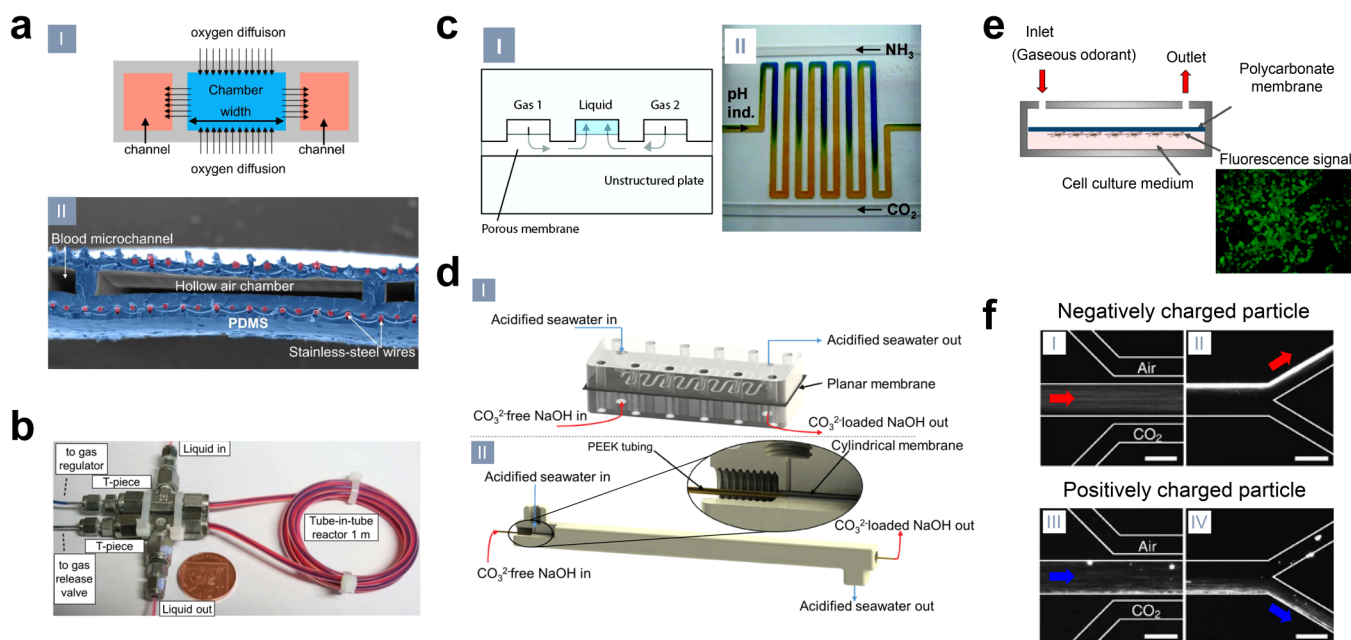 a
I
oxygen diffuison
Chamber
width
channel
channel
oxygen diffusion
II
Blood microchannel
Hollow air chamber
PDMS
Stainless-steel wires
b
Liquid in
to gas
regulator
T-piece
Tube-in-tube
reactor 1 m
T-piece
to gas
release
valve
Liquid out
c
I
Gas 1
Liquid
Gas 2
Unstructured plate
Porous membrane
II
NH₃
pH
ind.
CO₂
d
I
Acidified seawater in
Acidified seawater out
Planar membrane
CO₃²⁻-free NaOH in
CO₃²⁻-loaded NaOH out
II
PEEK tubing
Cylindrical membrane
Acidified seawater in
CO₃²⁻-loaded NaOH out
CO₃²⁻-free NaOH in
Acidified seawater out
e
Inlet
(Gaseous odorant)
Outlet
Polycarbonate
membrane
Fluorescence signal
Cell culture medium
f
Negatively charged particle
I
Air
CO₂
II
Positively charged particle
III
Air
CO₂
IV